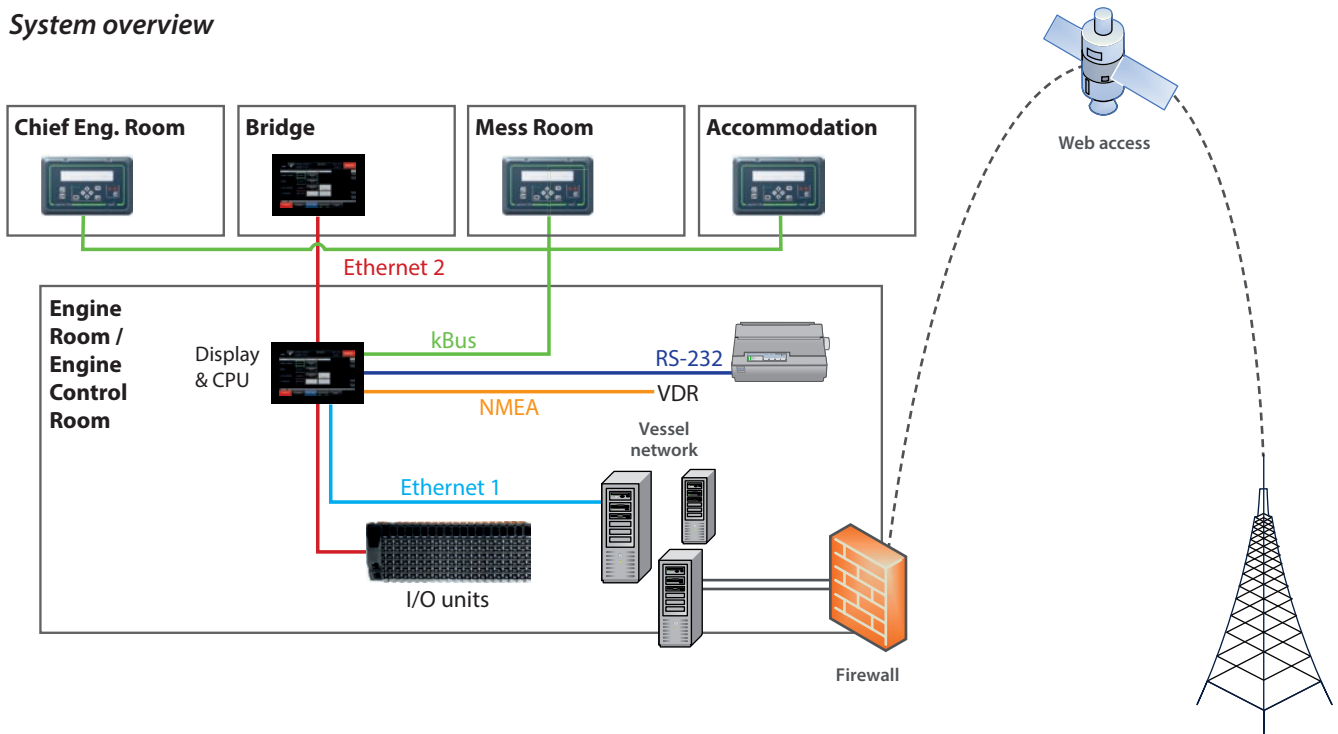 System overview
Chief Eng. Room
Bridge
Mess Room
Accommodation
Web access
Ethernet 2
Engine
Room /
Engine
Control
Room
Display
& CPU
kBus
RS-232
NMEA
VDR
Vessel
network
Ethernet 1
I/O units
Firewall